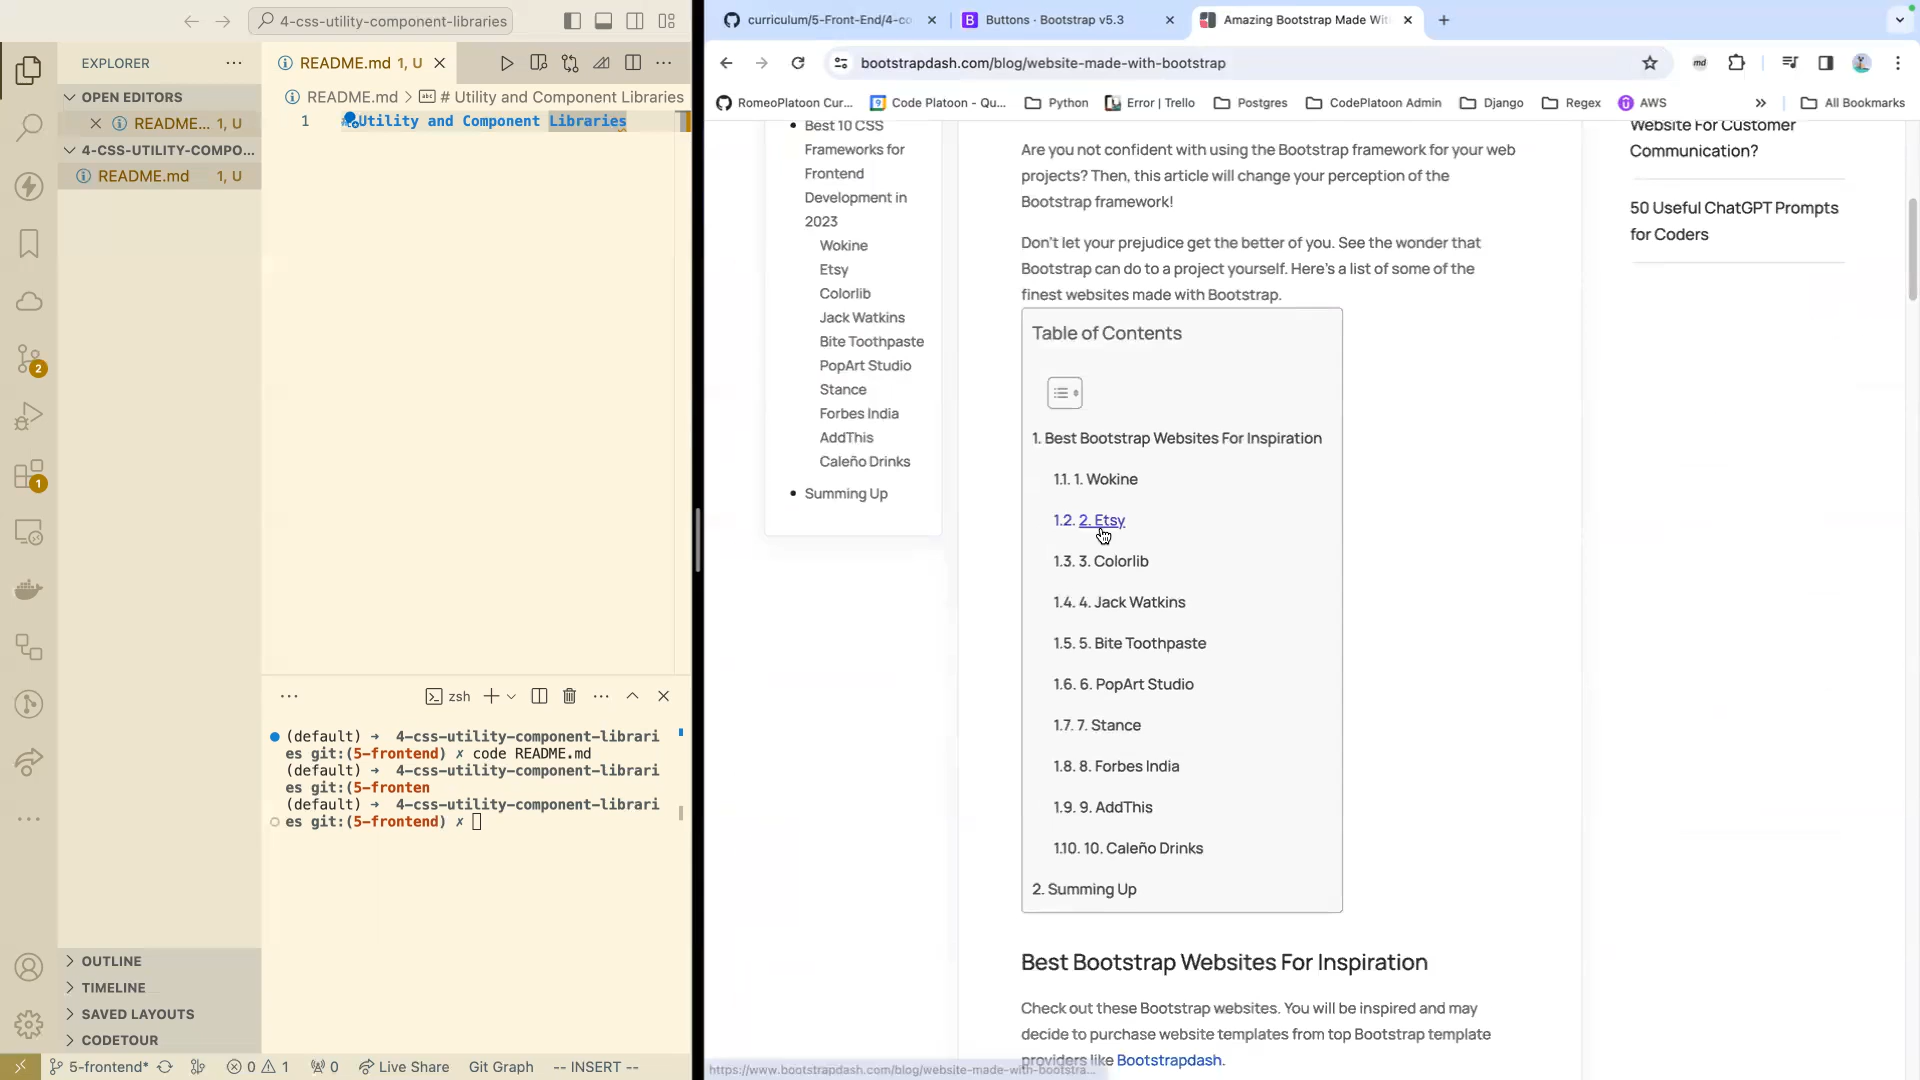 4-css-utility-component-libraries
EXPLORER
OPEN EDITORS
README... 1, U
4-CSS-UTILITY-COMPO...
README.md 1, U
OUTLINE
TIMELINE
SAVED LAYOUTS
CODETOUR
2
1
README.md 1, U
README.md > # Utility and Component Libraries
1
Utility and Component Libraries
zsh
(default) → 4-css-utility-component-librari
es git:(5-frontend) ✗ code README.md
(default) → 4-css-utility-component-librari
es git:(5-fronten
(default) → 4-css-utility-component-librari
es git:(5-frontend) ✗
5-frontend* 0 1 0 Live Share Git Graph -- INSERT --
curriculum/5-Front-End/4-co
Buttons · Bootstrap v5.3
Amazing Bootstrap Made Wit
bootstrapdash.com/blog/website-made-with-bootstrap
md
RomeoPlatoon Cur...
Code Platoon - Qu...
Python
Error | Trello
Postgres
CodePlatoon Admin
Django
Regex
AWS
»
All Bookmarks
Best 10 CSS
Frameworks for
Frontend
Development in
2023
Wokine
Etsy
Colorlib
Jack Watkins
Bite Toothpaste
PopArt Studio
Stance
Forbes India
AddThis
Caleño Drinks
Summing Up
Are you not confident with using the Bootstrap framework for your web
projects? Then, this article will change your perception of the
Bootstrap framework!
Don't let your prejudice get the better of you. See the wonder that
Bootstrap can do to a project yourself. Here's a list of some of the
finest websites made with Bootstrap.
Table of Contents
1. Best Bootstrap Websites For Inspiration
1.1. 1. Wokine
1.2. 2. Etsy
1.3. 3. Colorlib
1.4. 4. Jack Watkins
1.5. 5. Bite Toothpaste
1.6. 6. PopArt Studio
1.7. 7. Stance
1.8. 8. Forbes India
1.9. 9. AddThis
1.10. 10. Caleño Drinks
2. Summing Up
Best Bootstrap Websites For Inspiration
Check out these Bootstrap websites. You will be inspired and may
decide to purchase website templates from top Bootstrap template
providers like Bootstrapdash.
Website For Customer
Communication?
50 Useful ChatGPT Prompts
for Coders
https://www.bootstrapdash.com/blog/website-made-with-bootstra...